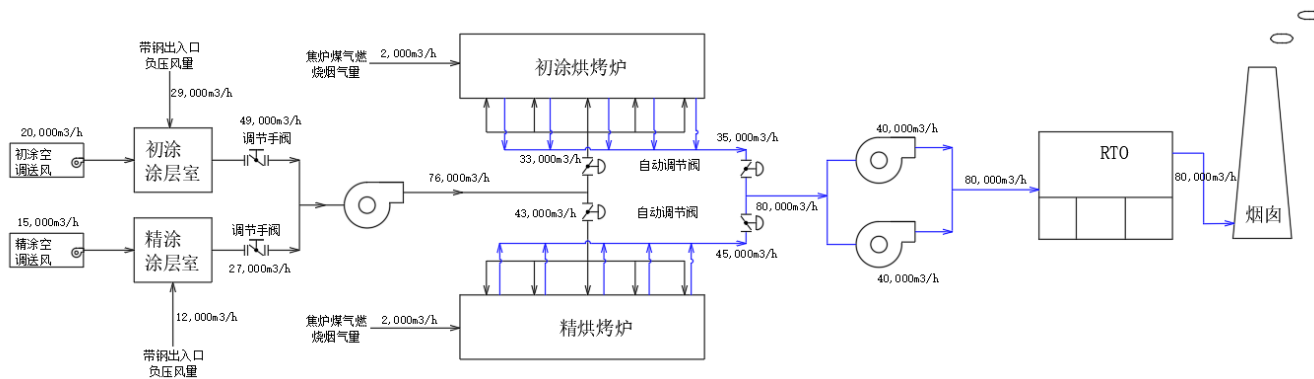 带钢出入口
负压风量
29,000m3/h
20,000m3/h
初涂空
调送风
初涂
涂层室
49,000m3/h
调节手阀
15,000m3/h
精涂空
调送风
精涂
涂层室
调节手阀
27,000m3/h
12,000m3/h
带钢出入口
负压风量
76,000m3/h
焦炉煤气燃
烧烟气量
2,000m3/h
初涂烘烤炉
33,000m3/h
自动调节阀
35,000m3/h
43,000m3/h
自动调节阀
45,000m3/h
焦炉煤气燃
烧烟气量
2,000m3/h
精烘烤炉
80,000m3/h
40,000m3/h
40,000m3/h
80,000m3/h
RTO
80,000m3/h
烟囱